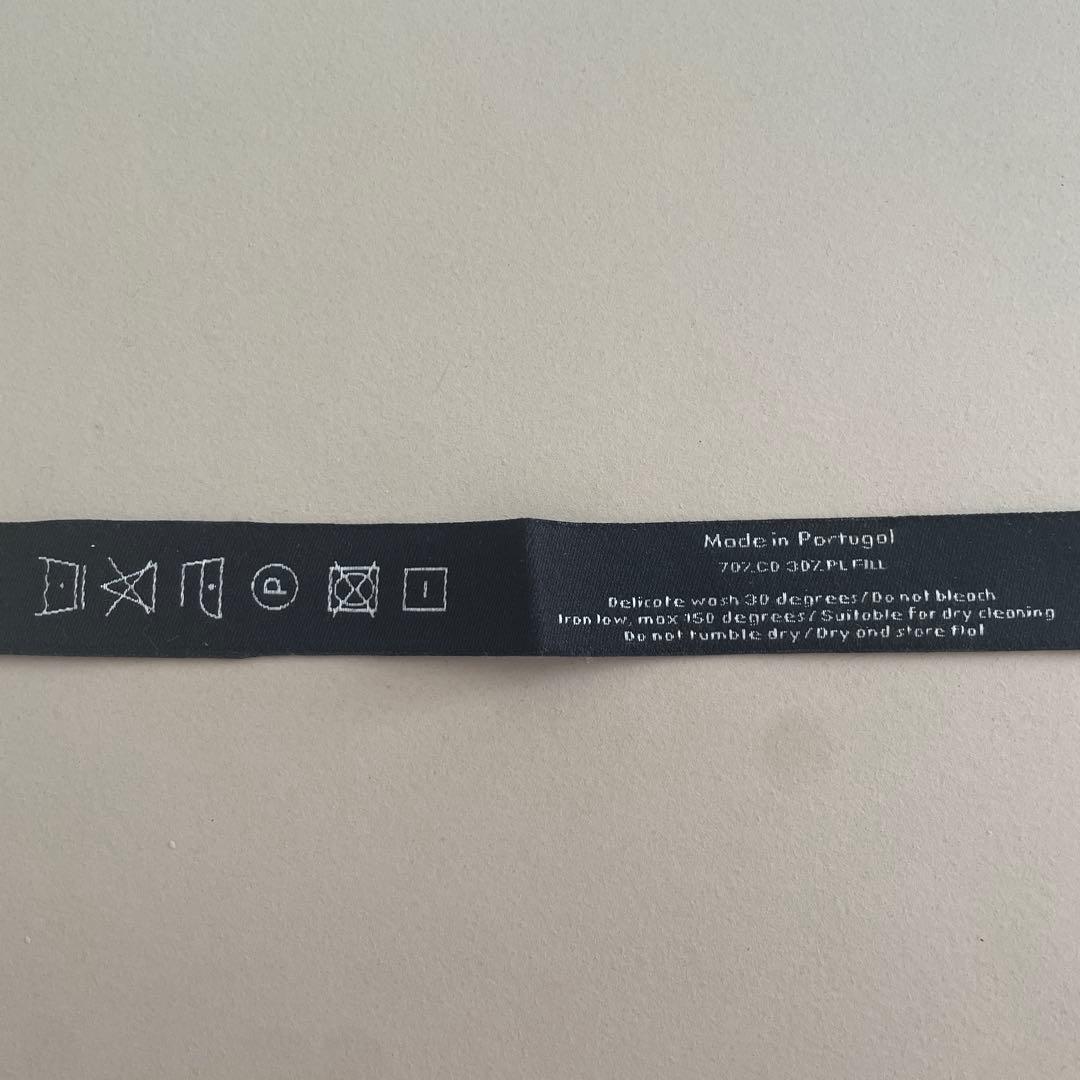 P
Made in Portugal
70%CO 30%PL FILL
Delicate wash 30 degrees/Do not bleach
Iron low, max 150 degrees/Suitable for dry cleaning
Do not tumble dry/Dry and store flat